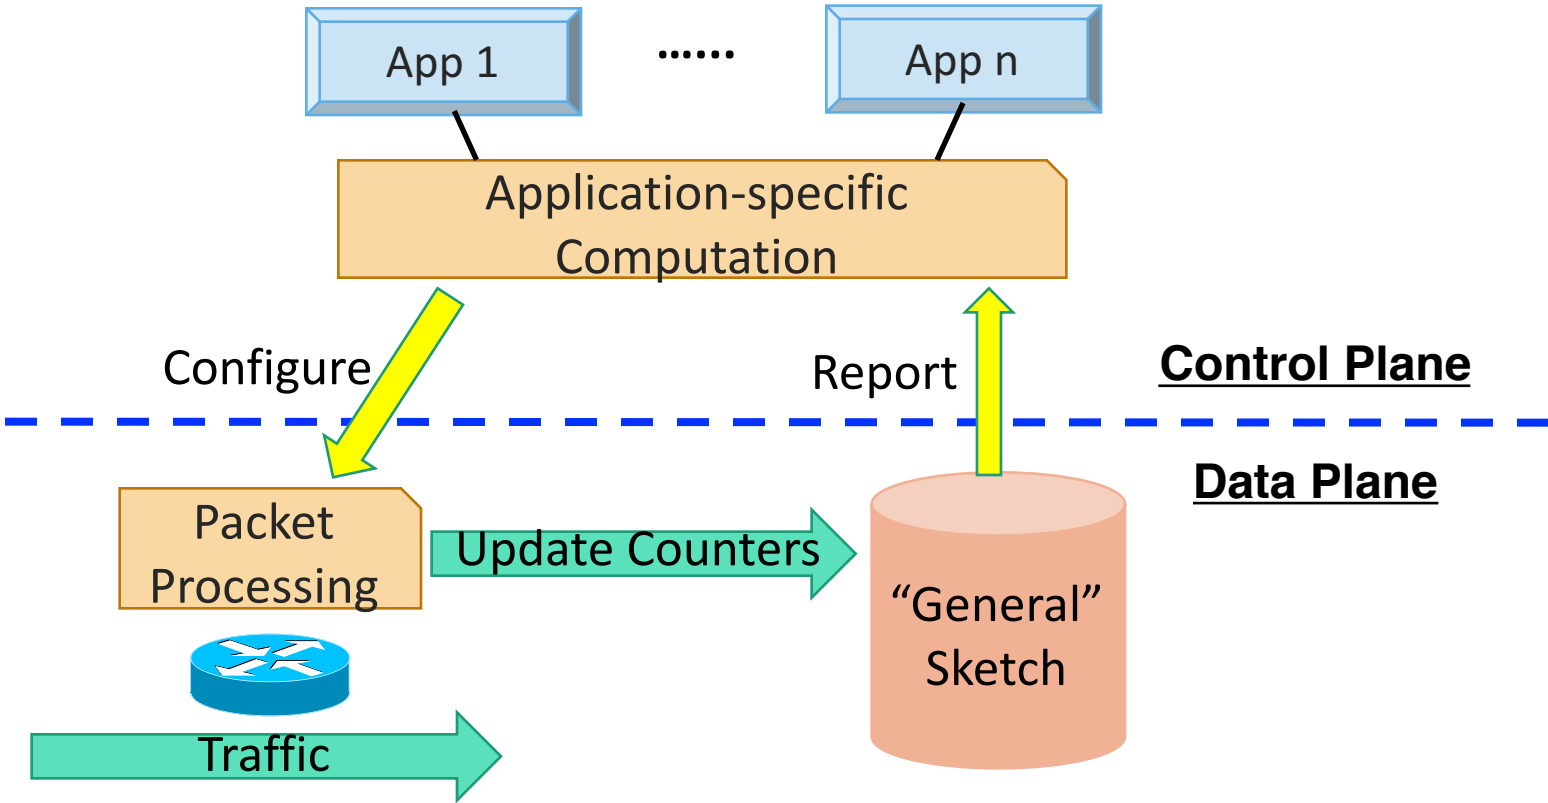 App 1
......
App n
Application-specific
Computation
Configure
Report
Control Plane
Data Plane
Packet
Processing
Update Counters
“General”
Sketch
Traffic